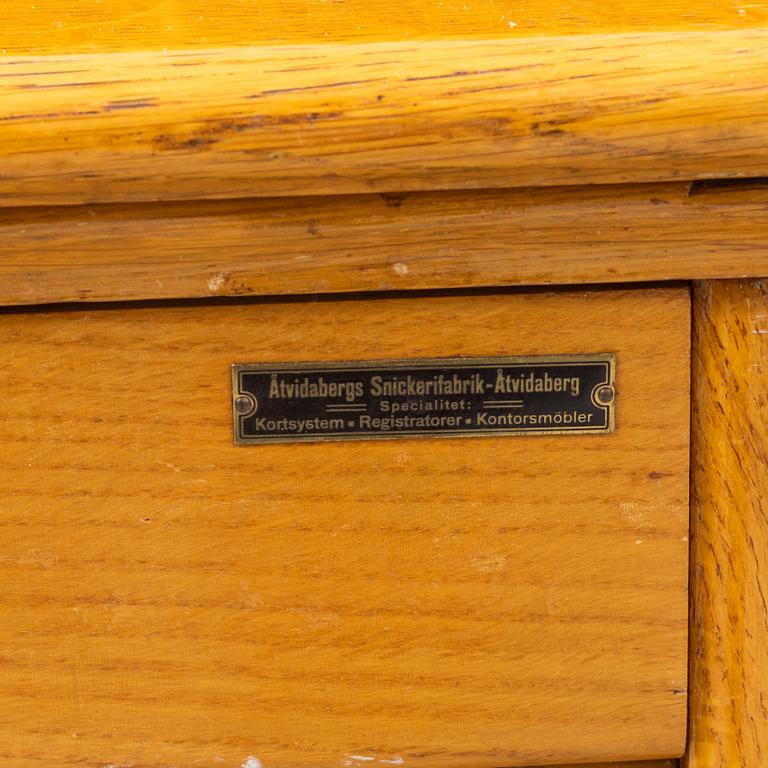 Åtvidabergs Snickerifabrik-Åtvidaberg
Specialitet:
Kortsystem ▪ Registratorer ▪ Kontorsmöbler